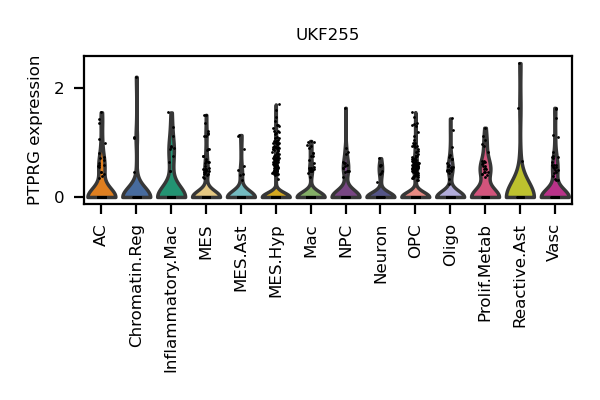 UKF255
PTPRG expression
2
0
AC
Chromatin.Reg
Inflammatory.Mac
MES
MES.Ast
MES.Hyp
Mac
NPC
Neuron
OPC
Oligo
Prolif.Metab
Reactive.Ast
Vasc